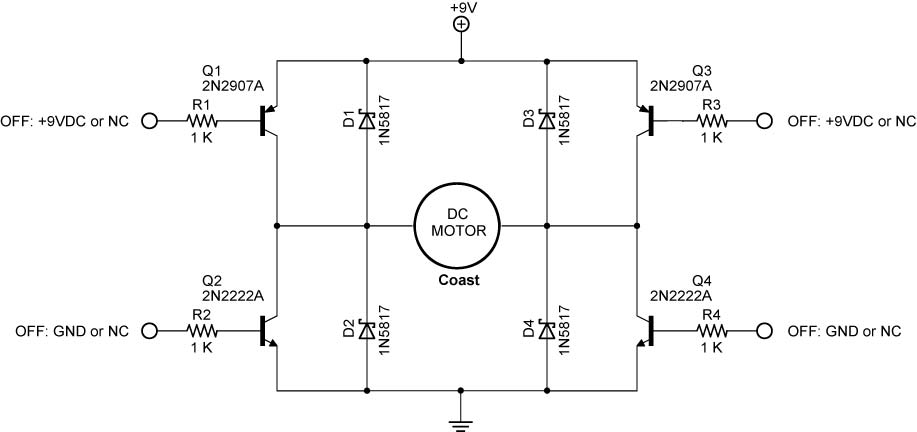 +9V
Q1
2N2907A
Q3
2N2907A
R1
R3
OFF: +9VDC or NC
1 K
D1
1N5817
D3
1N5817
1 K
OFF: +9VDC or NC
DC
MOTOR
Coast
Q2
2N2222A
Q4
2N2222A
R2
R4
OFF: GND or NC
1 K
D2
1N5817
D4
1N5817
1 K
OFF: GND or NC